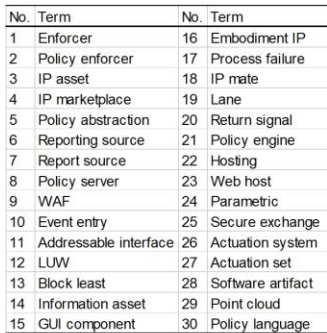 No. Term No. Term
1 Enforcer 16 Embodiment IP
2 Policy enforcer 17 Process failure
3 IP asset 18 IP mate
4 IP marketplace 19 Lane
5 Policy abstraction 20 Return signal
6 Reporting source 21 Policy engine
7 Report source 22 Hosting
8 Policy server 23 Web host
9 WAF 24 Parametric
10 Event entry 25 Secure exchange
11 Addressable interface 26 Actuation system
12 LUW 27 Actuation set
13 Block least 28 Software artifact
14 Information asset 29 Point cloud
15 GUI component 30 Policy language